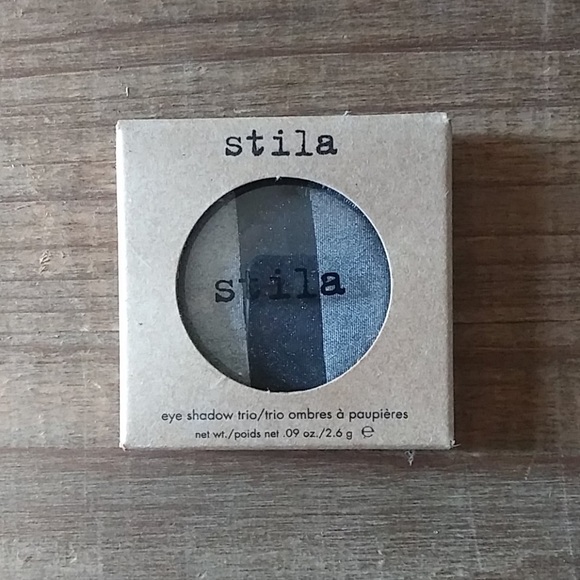 stila
stila
eye shadow trio/trio ombres à paupières
net wt./poids net .09 oz./2.6 g ℮